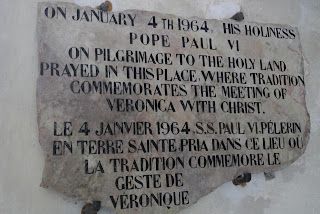 ON JANUARY 4TH 1964, HIS HOLINESS
POPE PAUL VI
ON PILGRIMAGE TO THE HOLY LAND
PRAYED IN THIS PLACE, WHERE TRADITION
COMMEMORATES THE MEETING OF
VERONICA WITH CHRIST.
LE 4 JANVIER 1964, S.S. PAUL VI, PÉLERIN
EN TERRE SAINTE, PRIA DANS CE LIEU OU
LA TRADITION COMMEMORE LE
GESTE DE
VERONIQUE